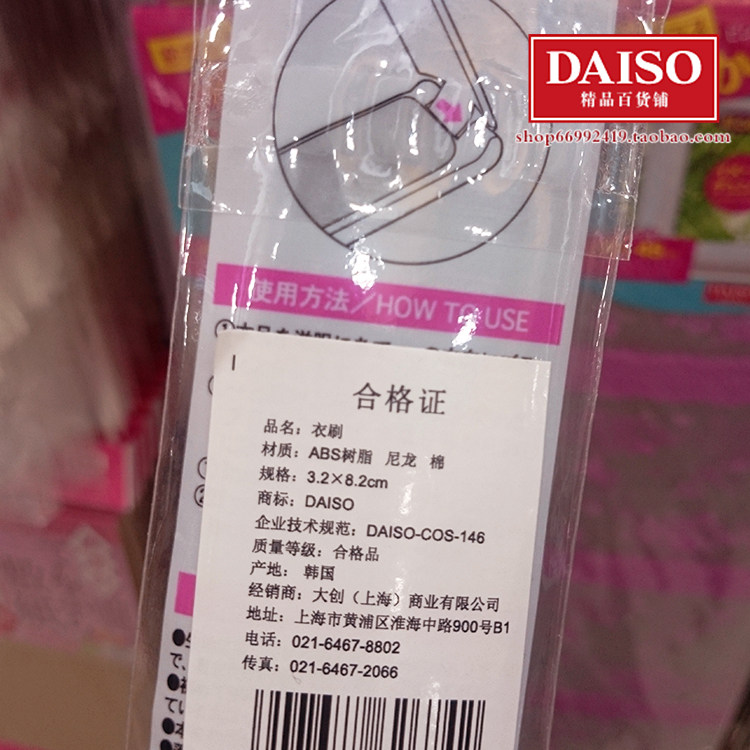 DAISO
精品百货铺
shop66992419.taobao.com
使用方法／HOW TO USE
合格证
品名：衣刷
材质：ABS树脂 尼龙 棉
规格：3.2×8.2cm
商标：DAISO
企业技术规范：DAISO-COS-146
质量等级：合格品
产地：韩国
经销商：大创（上海）商业有限公司
地址：上海市黄浦区淮海中路900号B1
电话：021-6467-8802
传真：021-6467-2066